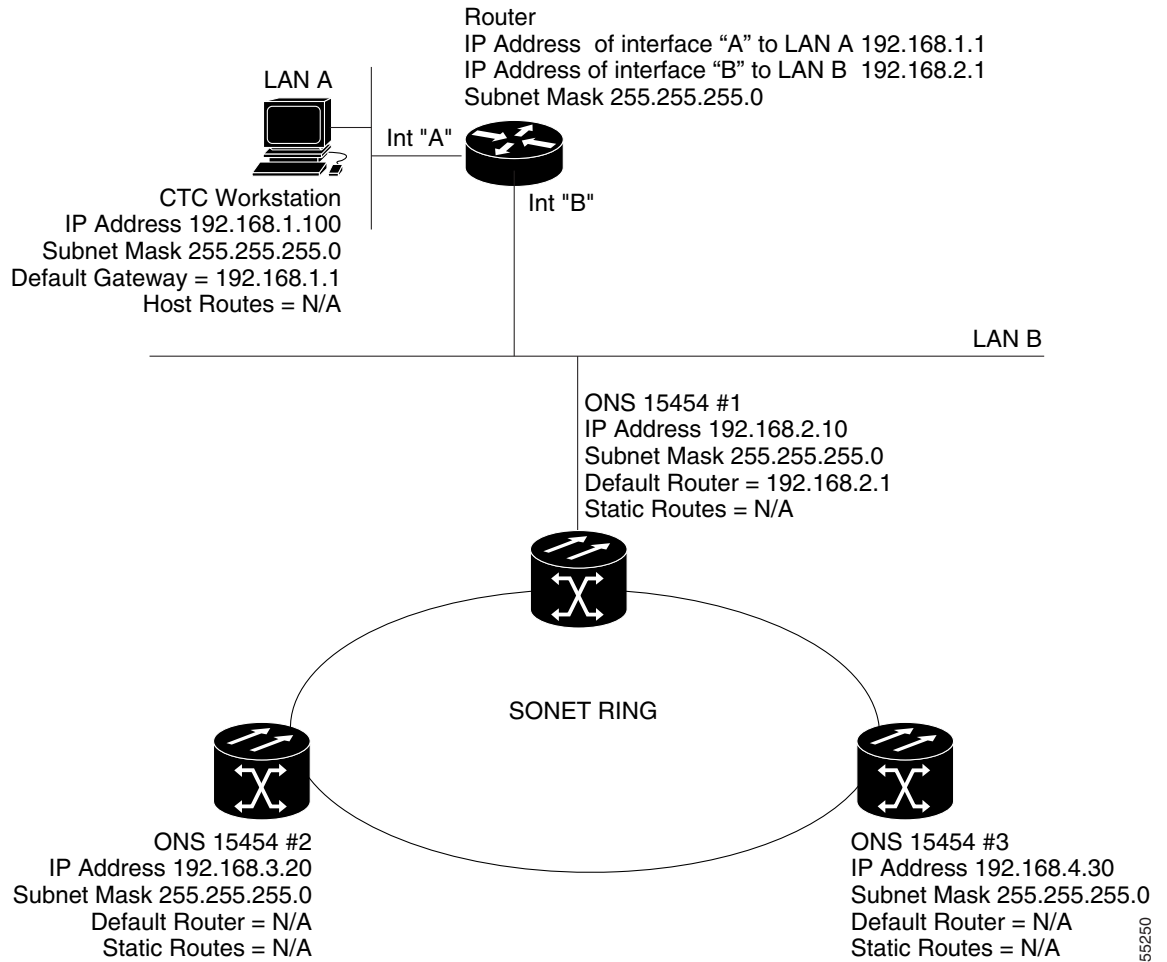 Router
IP Address of interface “A” to LAN A 192.168.1.1
IP Address of interface “B” to LAN B 192.168.2.1
Subnet Mask 255.255.255.0
LAN A
Int "A"
Int "B"
CTC Workstation
IP Address 192.168.1.100
Subnet Mask 255.255.255.0
Default Gateway = 192.168.1.1
Host Routes = N/A
LAN B
ONS 15454 #1
IP Address 192.168.2.10
Subnet Mask 255.255.255.0
Default Router = 192.168.2.1
Static Routes = N/A
SONET RING
ONS 15454 #2
IP Address 192.168.3.20
Subnet Mask 255.255.255.0
Default Router = N/A
Static Routes = N/A
ONS 15454 #3
IP Address 192.168.4.30
Subnet Mask 255.255.255.0
Default Router = N/A
Static Routes = N/A
55250